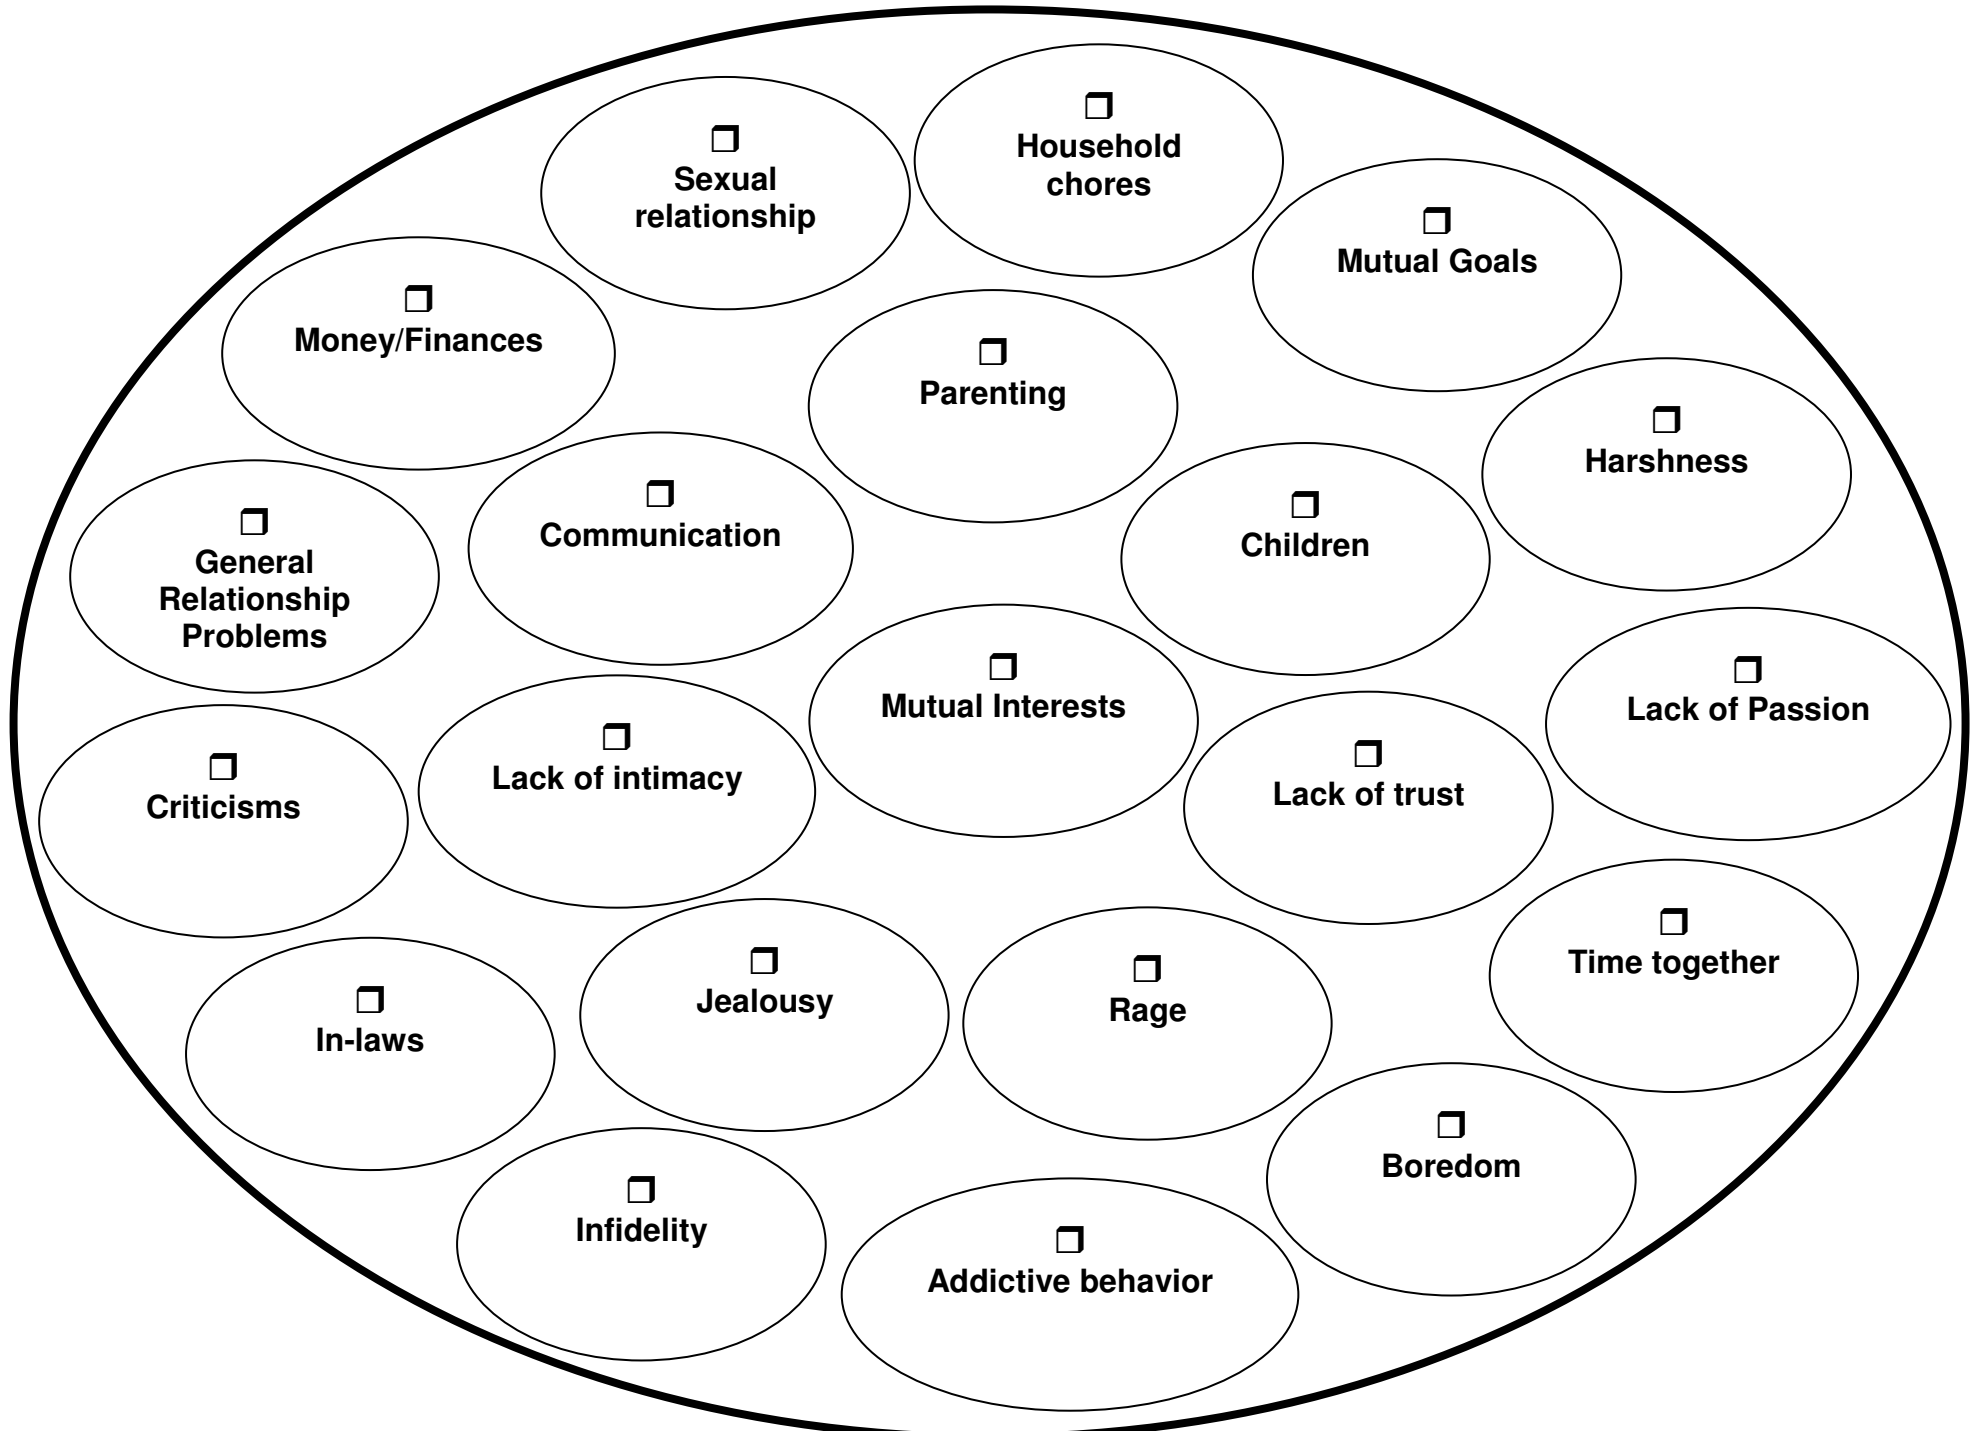 ❒
Household
chores
❒
Sexual
relationship
❒
Mutual Goals
❒
Money/Finances
❒
Parenting
❒
Harshness
❒
Communication
❒
Children
❒
General
Relationship
Problems
❒
Mutual Interests
❒
Lack of Passion
❒
Lack of intimacy
❒
Lack of trust
❒
Criticisms
❒
Time together
❒
Jealousy
❒
Rage
❒
In-laws
❒
Boredom
❒
Infidelity
❒
Addictive behavior